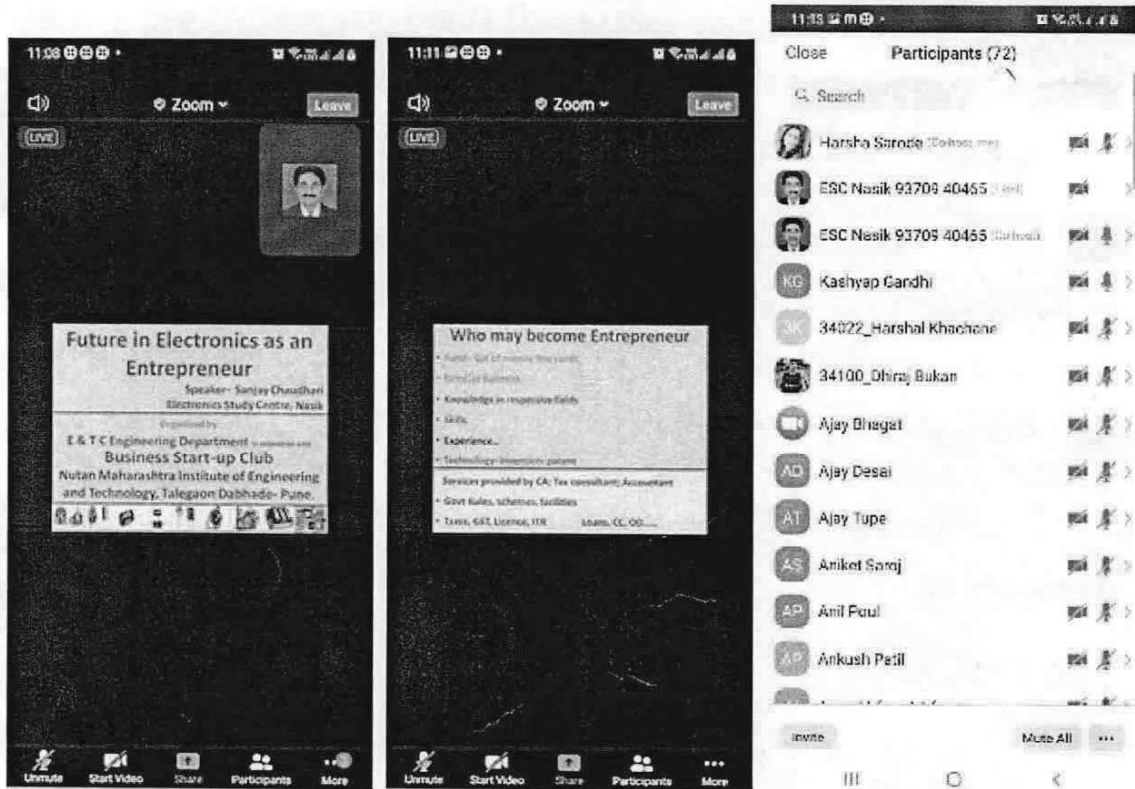 11:08
Zoom
Leave
LIVE
Future in Electronics as an
Entrepreneur
Speaker- Sanjay Chaudhari
Electronics Study Centre, Nasik
Organised by
E & T C Engineering Department
Business Start-up Club
Nutan Maharashtra Institute of Engineering
and Technology, Talegaon Dabhade- Pune.
Unmute
Start Video
Share
Participants
More
11:11
Zoom
Leave
LIVE
Who may become Entrepreneur
• Knowledge in respective fields
• Skills
• Experience..
• Technology- Inventions patent
Services provided by CA; Tax consultant; Accountant
• Govt Rules, schemes, facilities
• Taxes, GST, Licence, ITR Loans, CC, OD.....
Unmute
Start Video
Share
Participants
More
11:13
Close
Participants (72)
Search
Harsha Sarode (Co-host, me)
ESC Nasik 93709 40465
ESC Nasik 93709 40465
KG Kashyap Gandhi
34022_Harshal Khachane
34100_Dhiraj Bukan
Ajay Bhagat
AD Ajay Desai
AT Ajay Tupe
AS Aniket Saroj
AP Anil Poul
AP Ankush Patil
Invite
Mute All